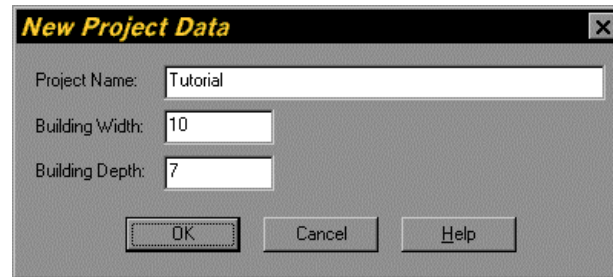 New Project Data
Project Name: Tutorial
Building Width: 10
Building Depth: 7
OK Cancel Help